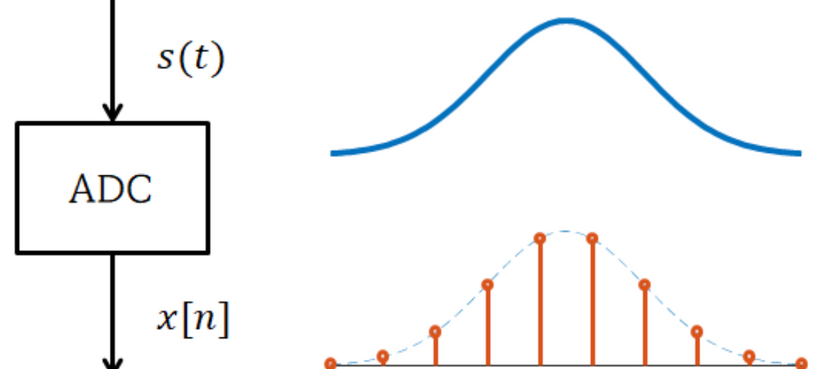 s(t)
ADC
x[n]